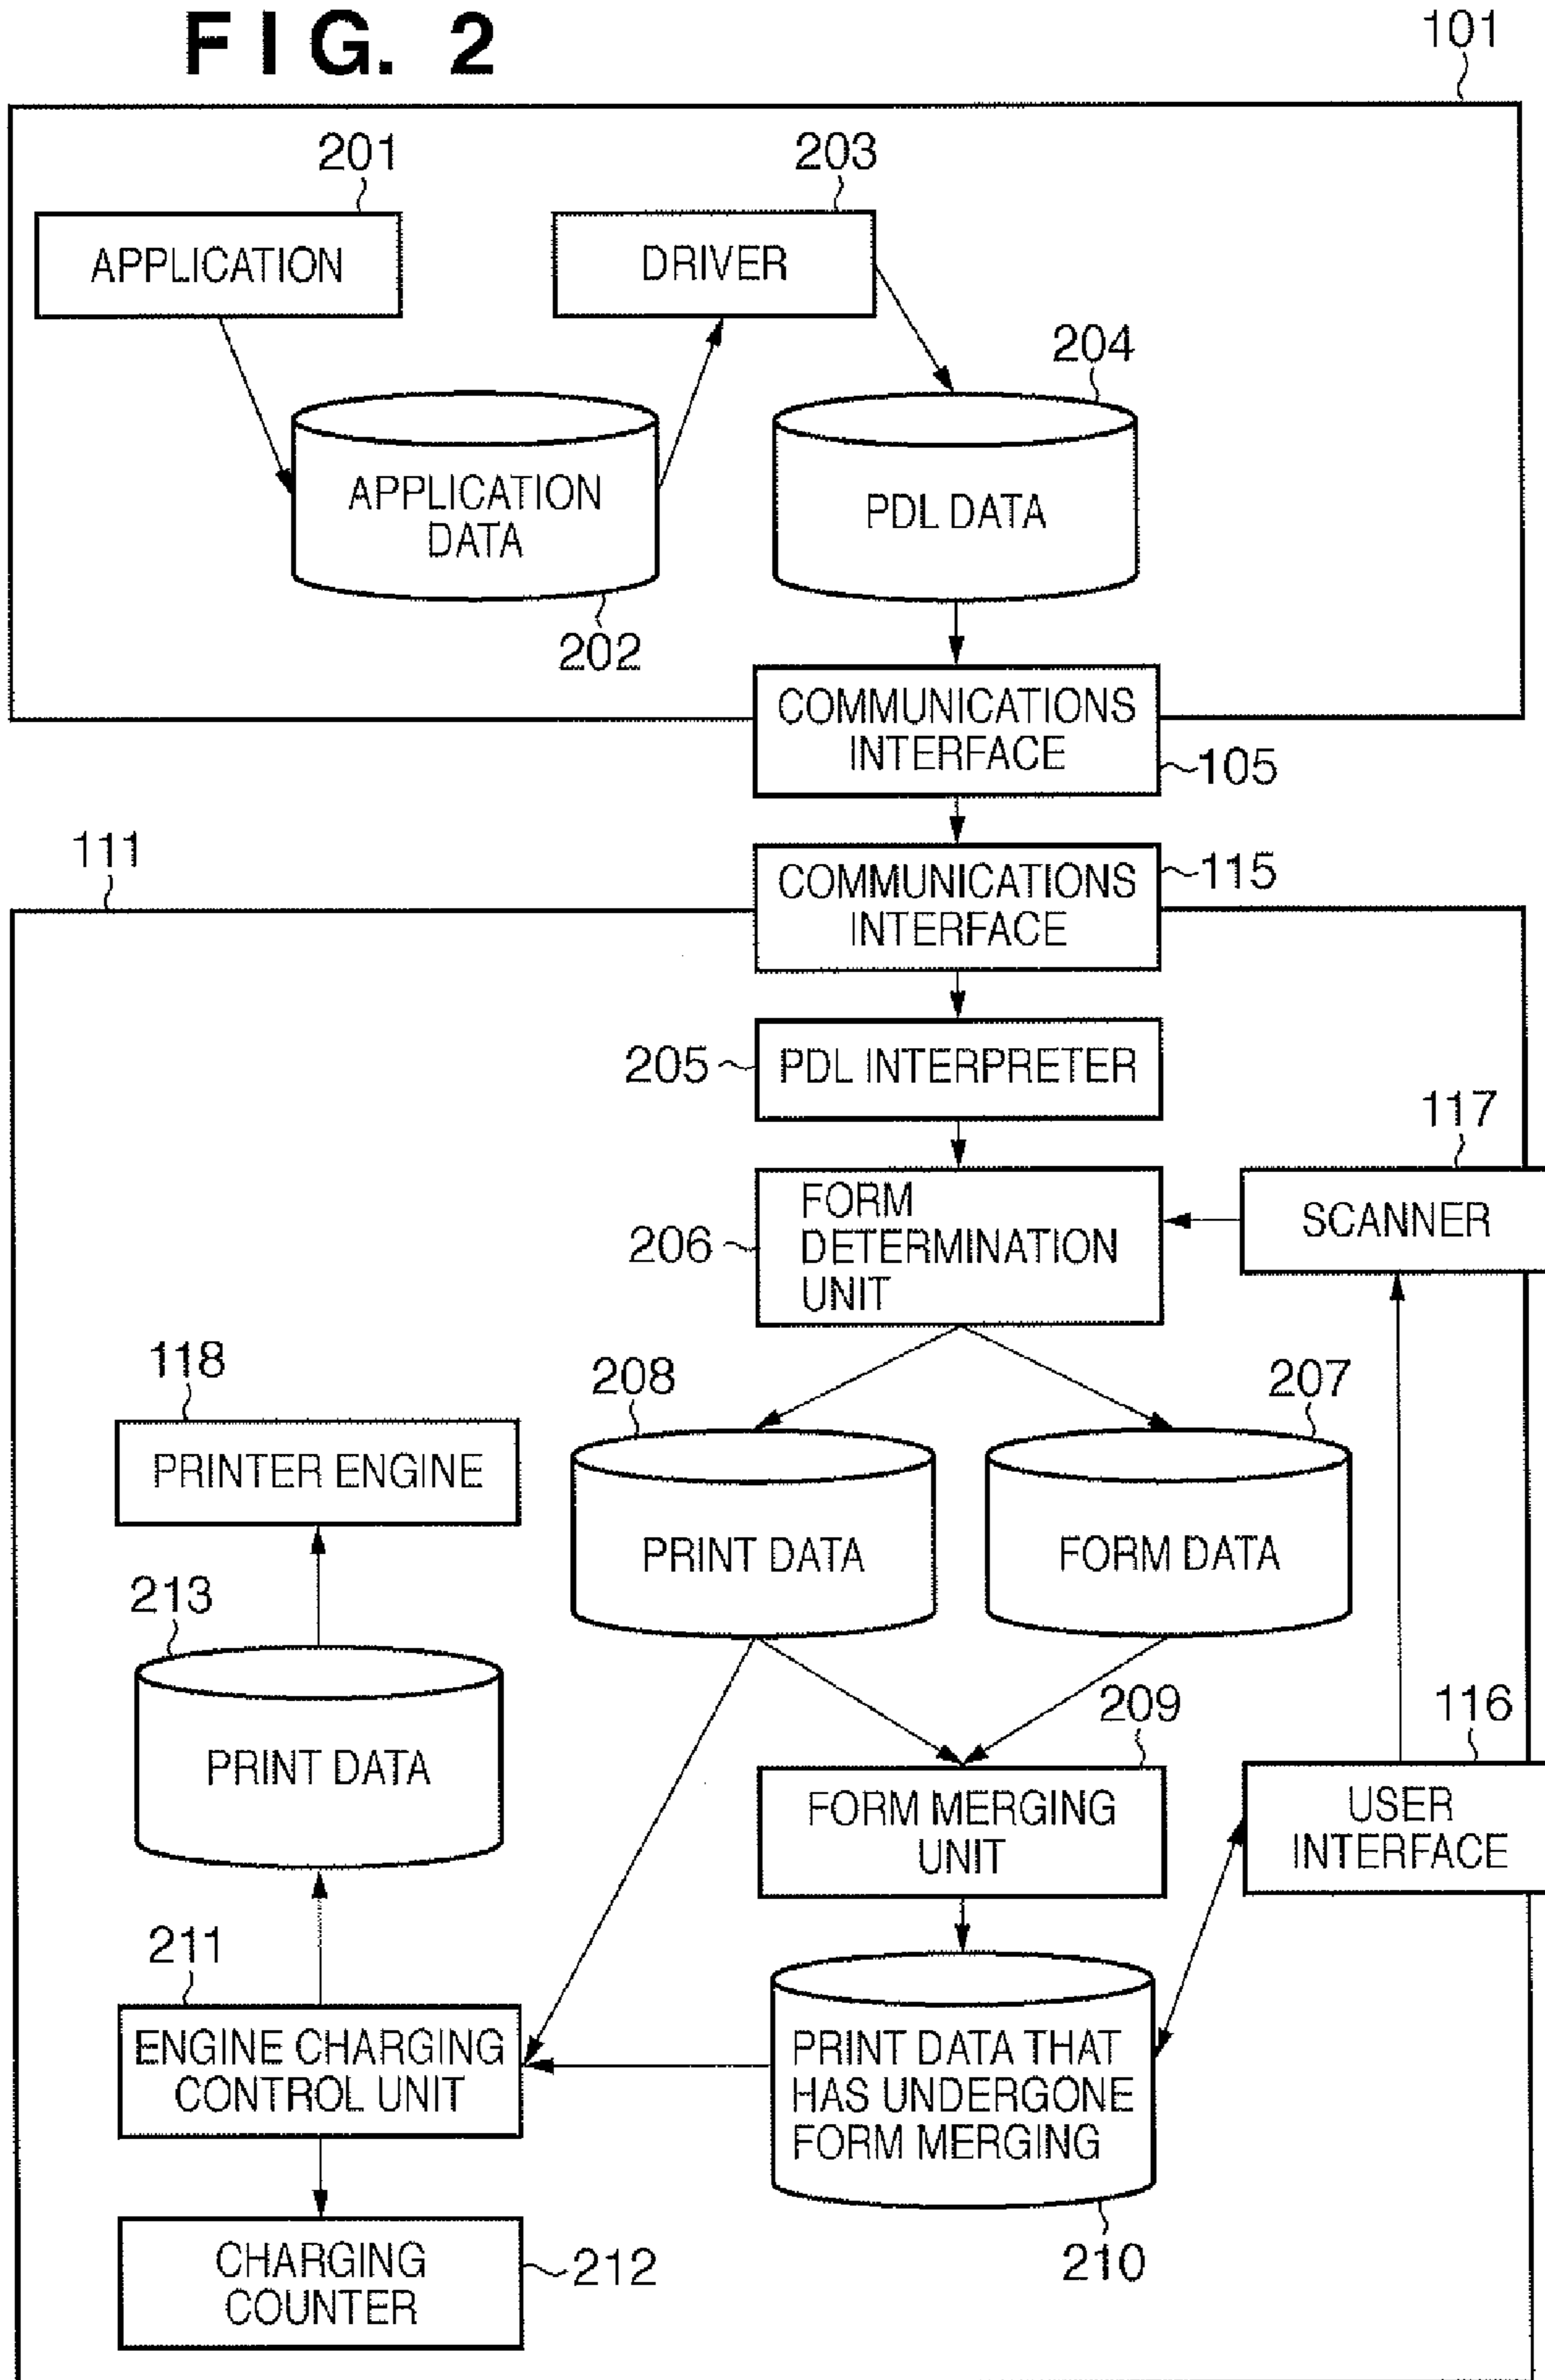 FIG. 2
101
201
203
APPLICATION
DRIVER
204
APPLICATION
DATA
PDL DATA
202
COMMUNICATIONS
INTERFACE
105
111
COMMUNICATIONS
INTERFACE
115
205
PDL INTERPRETER
117
206
FORM
DETERMINATION
UNIT
SCANNER
118
208
207
PRINTER ENGINE
PRINT DATA
FORM DATA
213
209
116
PRINT DATA
FORM MERGING
UNIT
USER
INTERFACE
211
ENGINE CHARGING
CONTROL UNIT
PRINT DATA THAT
HAS UNDERGONE
FORM MERGING
210
CHARGING
COUNTER
212